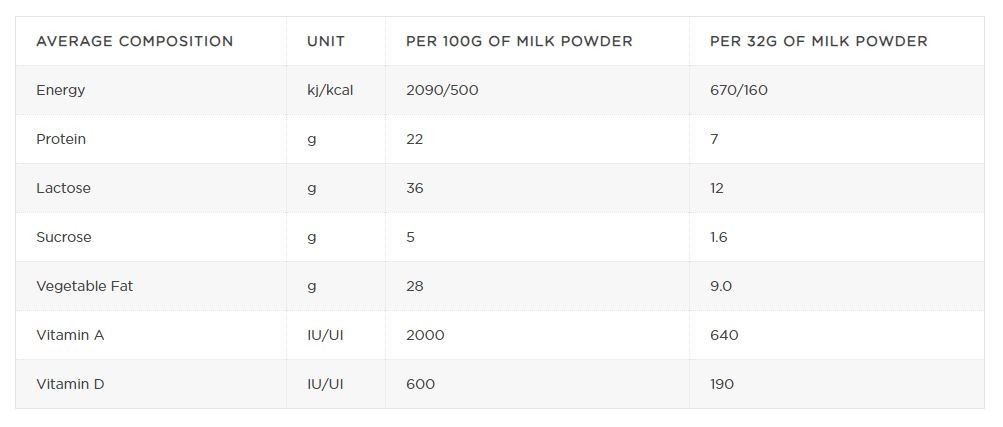 AVERAGE COMPOSITION UNIT PER 100G OF MILK POWDER PER 32G OF MILK POWDER
Energy kj/kcal 2090/500 670/160
Protein g 22 7
Lactose g 36 12
Sucrose g 5 1.6
Vegetable Fat g 28 9.0
Vitamin A IU/UI 2000 640
Vitamin D IU/UI 600 190